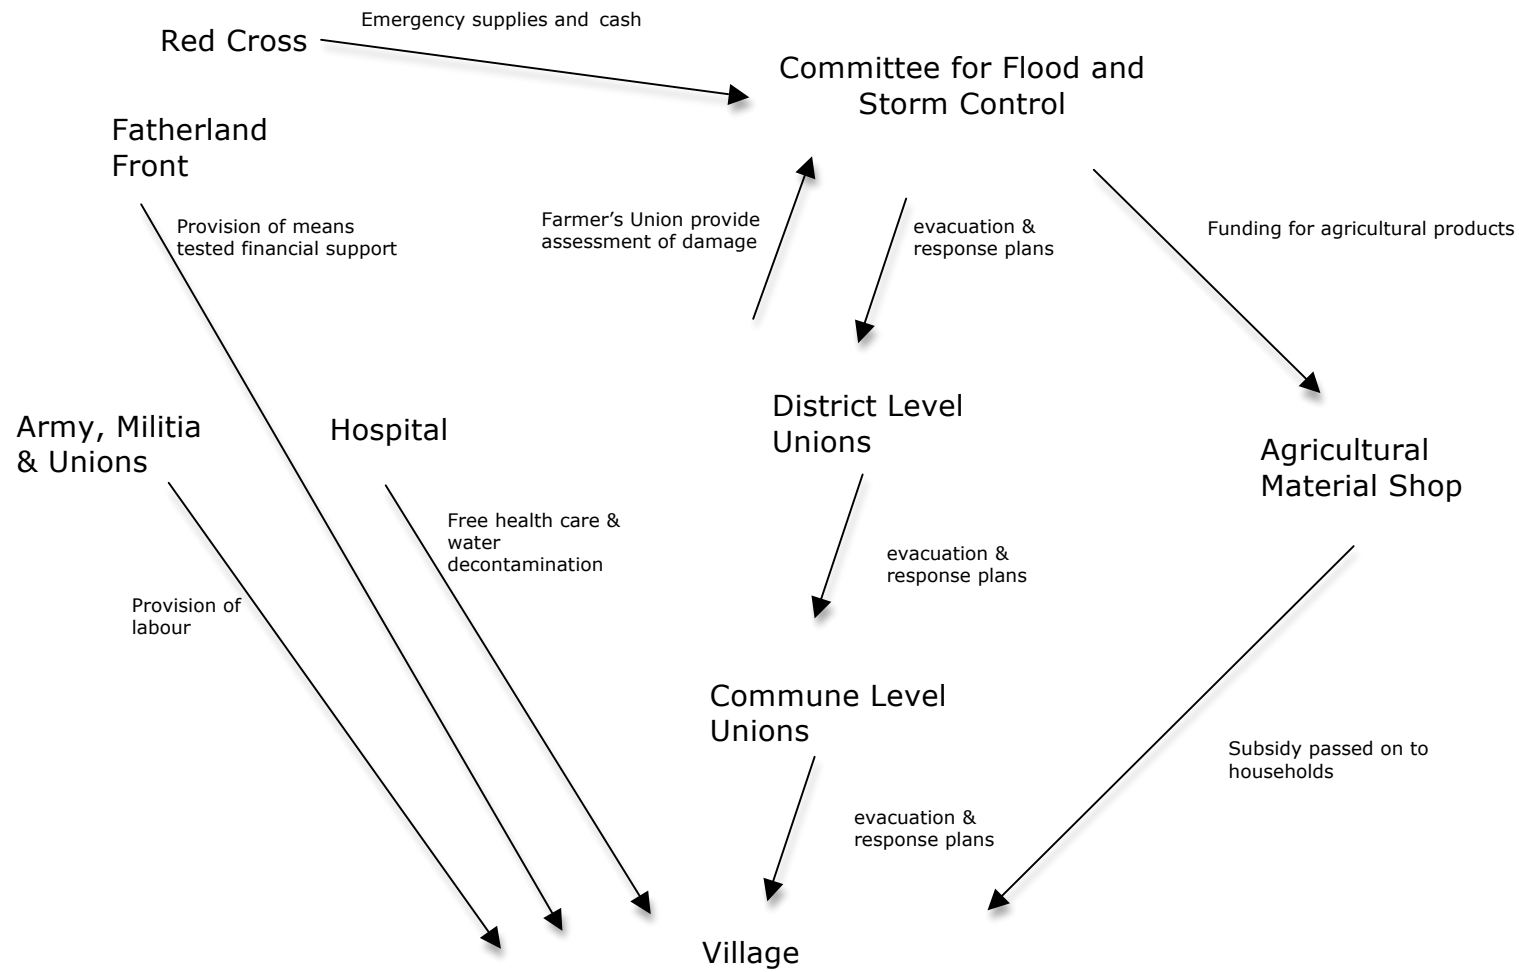 Emergency supplies and cash
Red Cross
Committee for Flood and
Storm Control
Fatherland
Front
Provision of means
tested financial support
Farmer’s Union provide
assessment of damage
evacuation &
response plans
Funding for agricultural products
Army, Militia
& Unions
Hospital
District Level
Unions
Agricultural
Material Shop
Free health care &
water
decontamination
evacuation &
response plans
Provision of
labour
Commune Level
Unions
Subsidy passed on to
households
evacuation &
response plans
Village